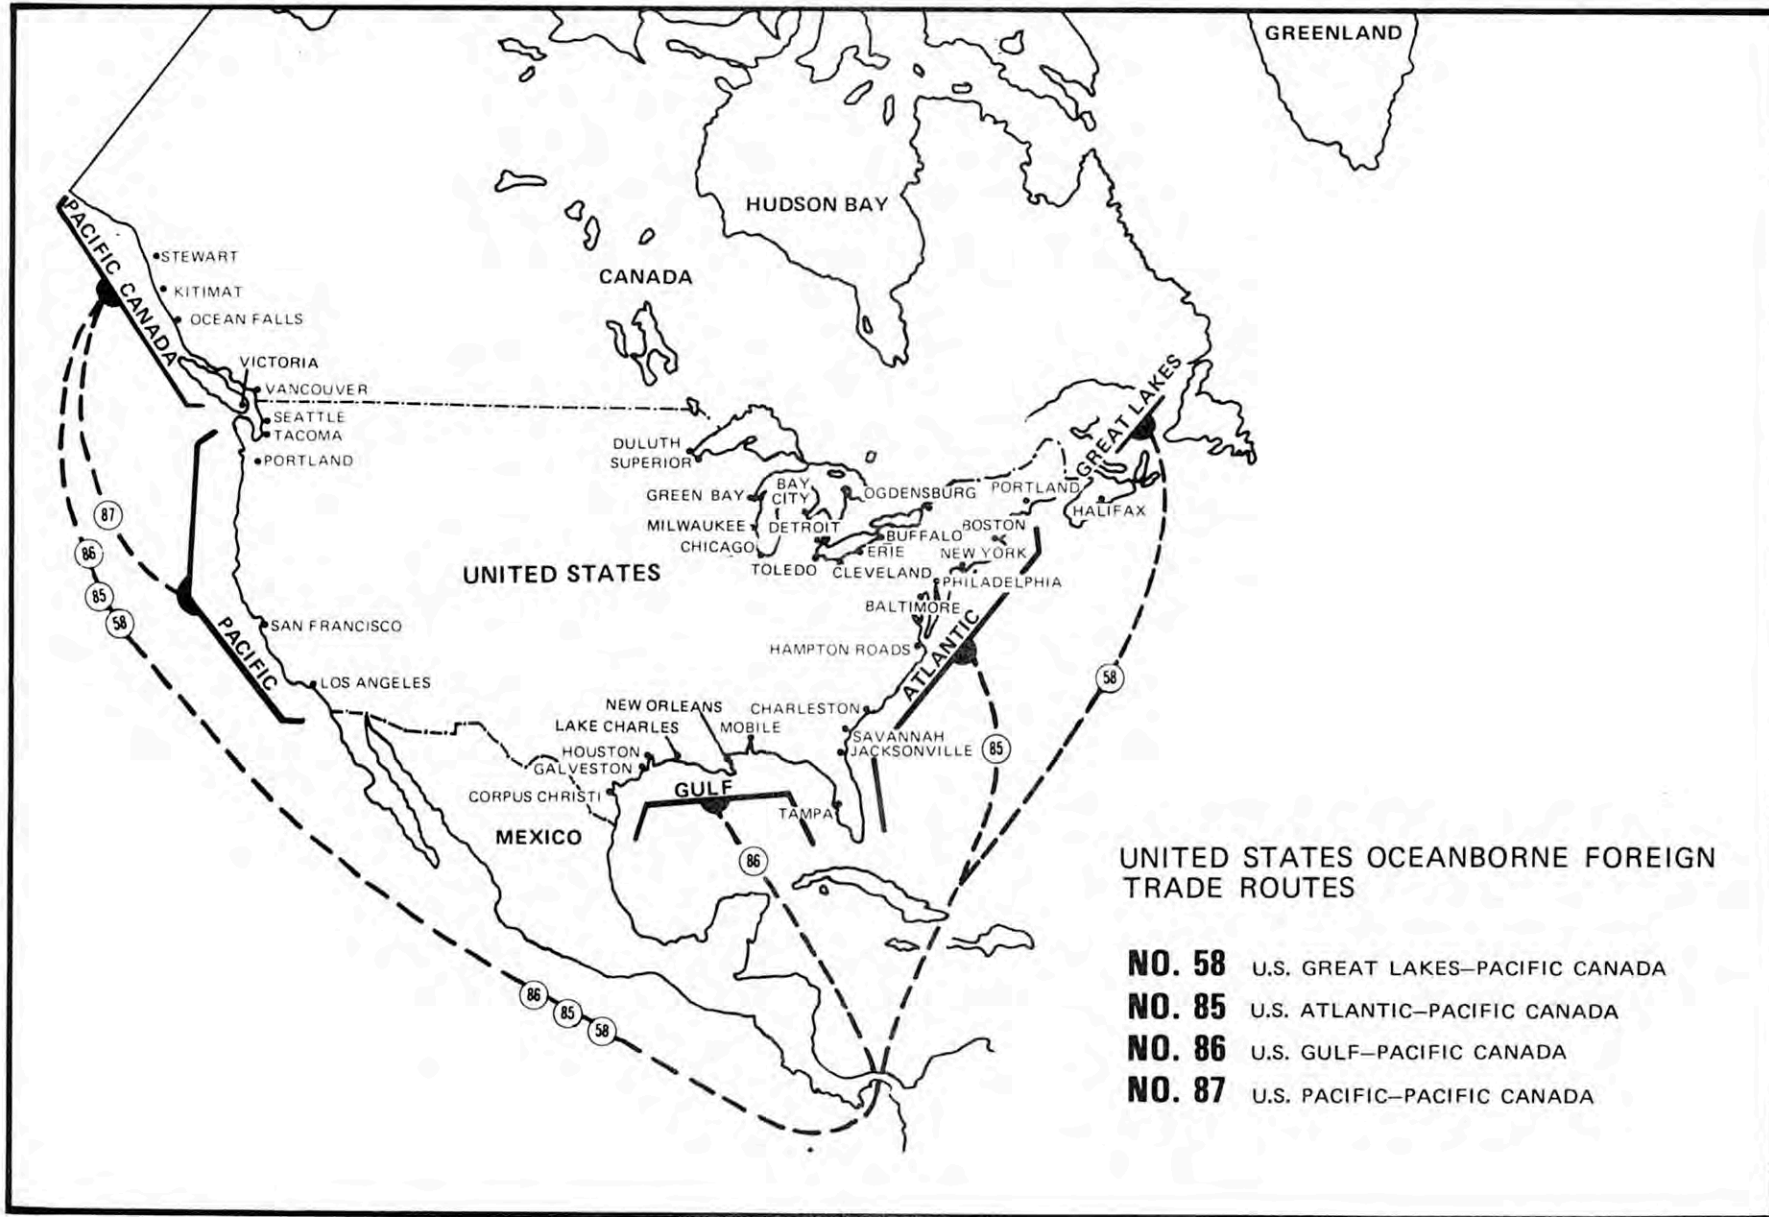 GREENLAND
HUDSON BAY
CANADA
PACIFIC CANADA
STEWART
KITIMAT
OCEAN FALLS
VICTORIA
VANCOUVER
SEATTLE
TACOMA
PORTLAND
GREAT LAKES
DULUTH
SUPERIOR
GREEN BAY
BAY
CITY
OGDENSBURG
PORTLAND
HALIFAX
MILWAUKEE
DETROIT
BUFFALO
BOSTON
CHICAGO
ERIE
NEW YORK
TOLEDO
CLEVELAND
PHILADELPHIA
UNITED STATES
BALTIMORE
87
86
85
58
PACIFIC
SAN FRANCISCO
LOS ANGELES
HAMPTON ROADS
ATLANTIC
58
NEW ORLEANS
CHARLESTON
LAKE CHARLES
MOBILE
SAVANNAH
HOUSTON
JACKSONVILLE
85
GALVESTON
CORPUS CHRISTI
GULF
TAMPA
MEXICO
86
86
85
58
UNITED STATES OCEANBORNE FOREIGN
TRADE ROUTES
NO. 58 U.S. GREAT LAKES–PACIFIC CANADA
NO. 85 U.S. ATLANTIC–PACIFIC CANADA
NO. 86 U.S. GULF–PACIFIC CANADA
NO. 87 U.S. PACIFIC–PACIFIC CANADA